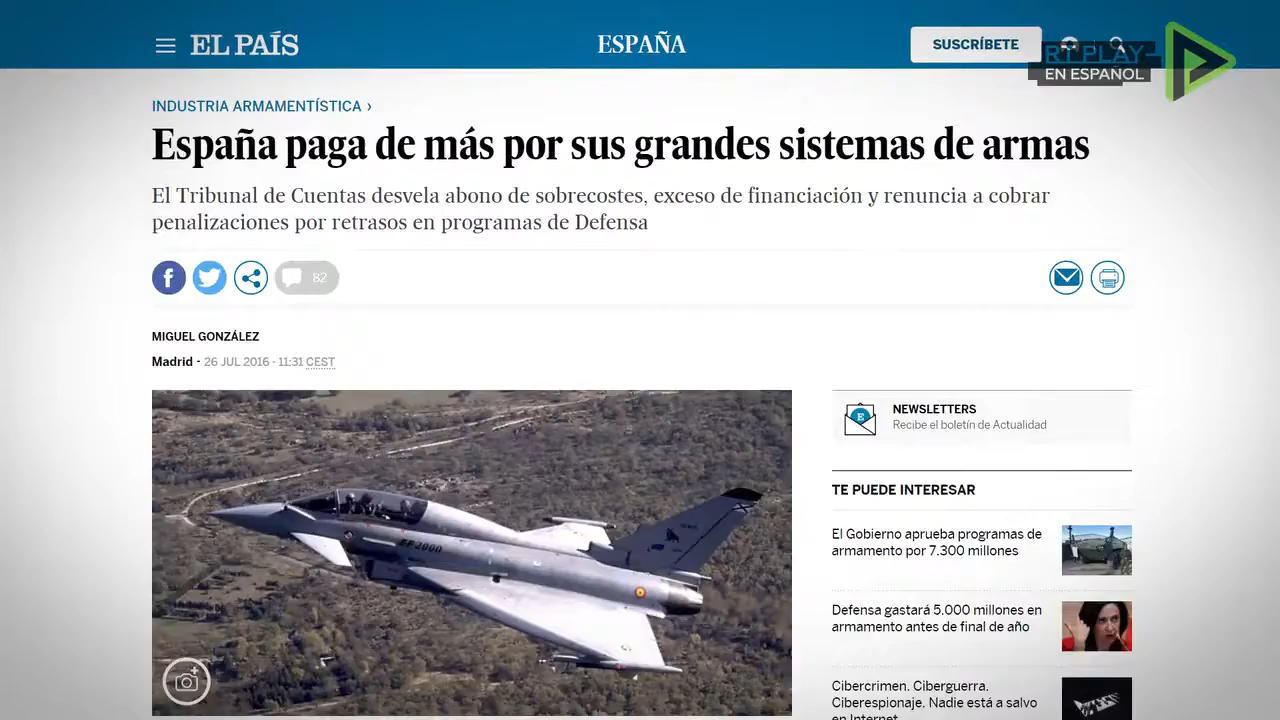 EL PAÍS
ESPAÑA
SUSCRÍBETE
RT PLAY
EN ESPAÑOL
INDUSTRIA ARMAMENTÍSTICA ›
España paga de más por sus grandes sistemas de armas
El Tribunal de Cuentas desvela abono de sobrecostes, exceso de financiación y renuncia a cobrar
penalizaciones por retrasos en programas de Defensa
82
MIGUEL GONZÁLEZ
Madrid - 26 JUL 2016 - 11:31 CEST
EF2000
E
NEWSLETTERS
Recibe el boletín de Actualidad
TE PUEDE INTERESAR
El Gobierno aprueba programas de
armamento por 7.300 millones
Defensa gastará 5.000 millones en
armamento antes de final de año
Cibercrimen. Ciberguerra.
Ciberespionaje. Nadie está a salvo
en Internet